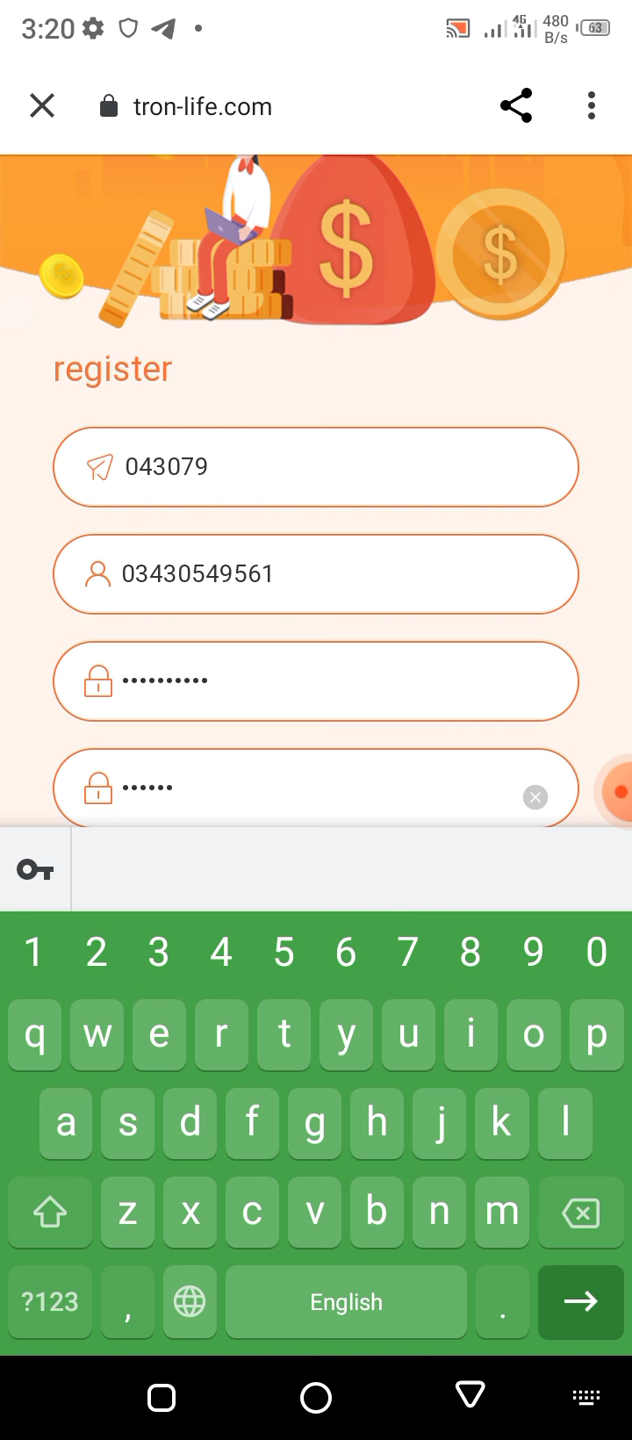 3:20 4G 480 B/s 63
tron-life.com
$ $
register
043079
03430549561
••••••••••
••••••
1 2 3 4 5 6 7 8 9 0
q w e r t y u i o p
a s d f g h j k l
z x c v b n m
?123 , English .